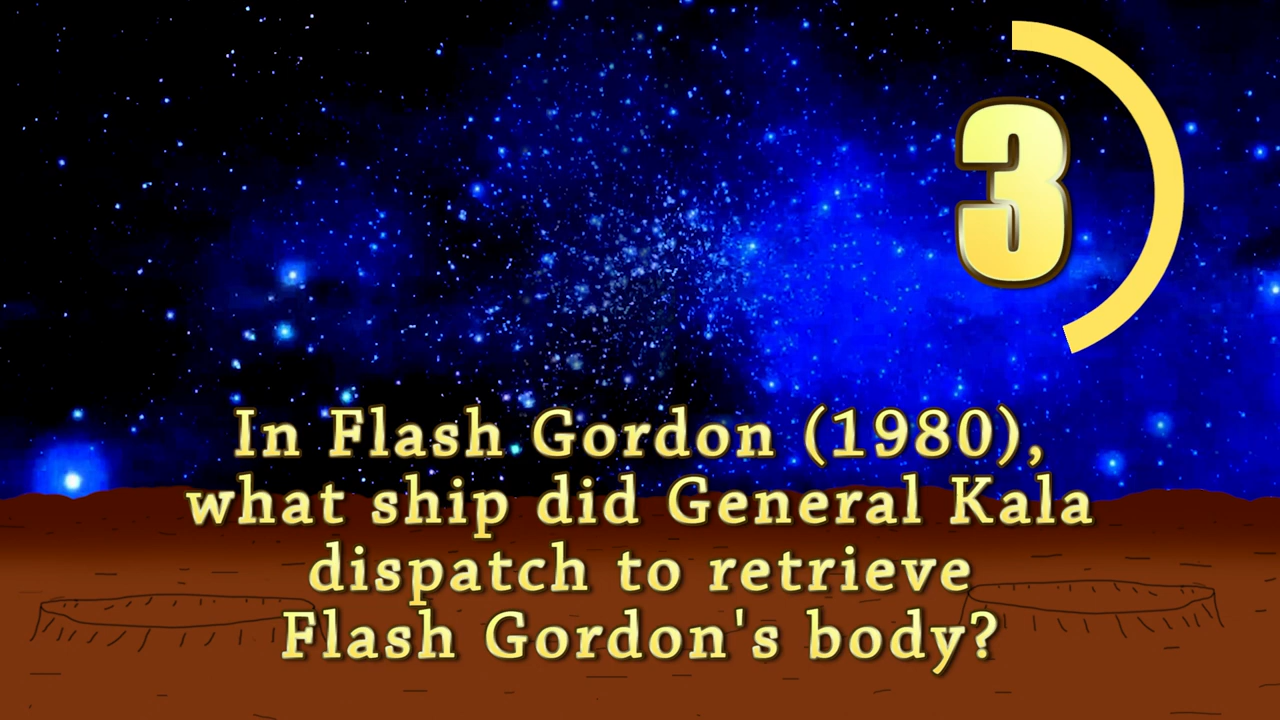 3
In Flash Gordon (1980),
what ship did General Kala
dispatch to retrieve
Flash Gordon's body?